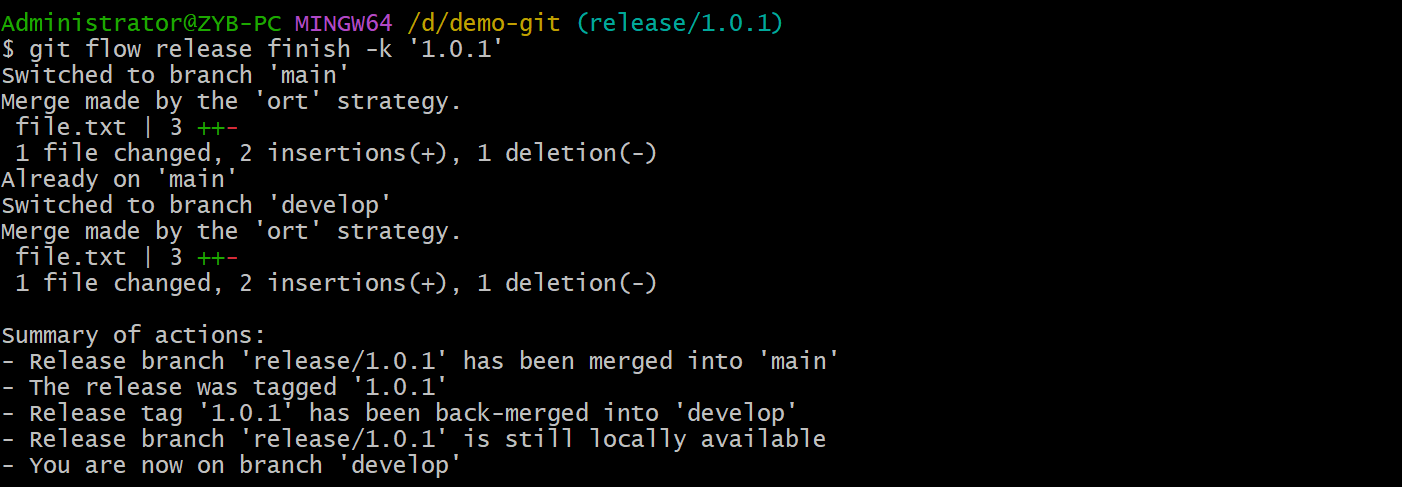 Administrator@ZYB-PC MINGW64 /d/demo-git (release/1.0.1)
$ git flow release finish -k '1.0.1'
Switched to branch 'main'
Merge made by the 'ort' strategy.
 file.txt | 3 ++-
 1 file changed, 2 insertions(+), 1 deletion(-)
Already on 'main'
Switched to branch 'develop'
Merge made by the 'ort' strategy.
 file.txt | 3 ++-
 1 file changed, 2 insertions(+), 1 deletion(-)

Summary of actions:
- Release branch 'release/1.0.1' has been merged into 'main'
- The release was tagged '1.0.1'
- Release tag '1.0.1' has been back-merged into 'develop'
- Release branch 'release/1.0.1' is still locally available
- You are now on branch 'develop'